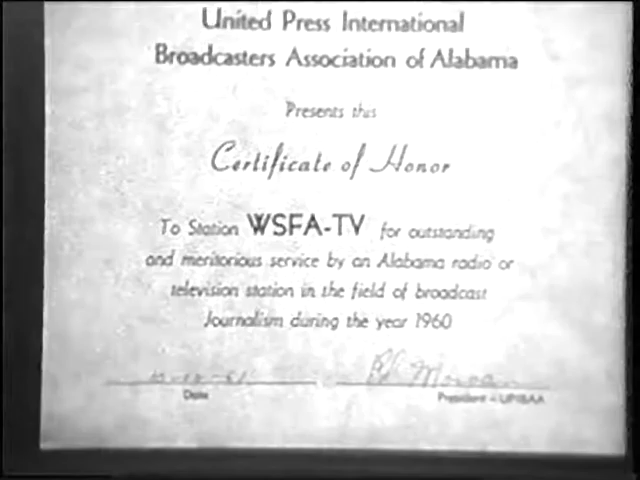 United Press International
Broadcasters Association of Alabama
Presents this
Certificate of Honor
To Station WSFA-TV for outstanding
and meritorious service by an Alabama radio or
television station in the field of broadcast
Journalism during the year 1960
Morgan
Date
President - UPIBAA